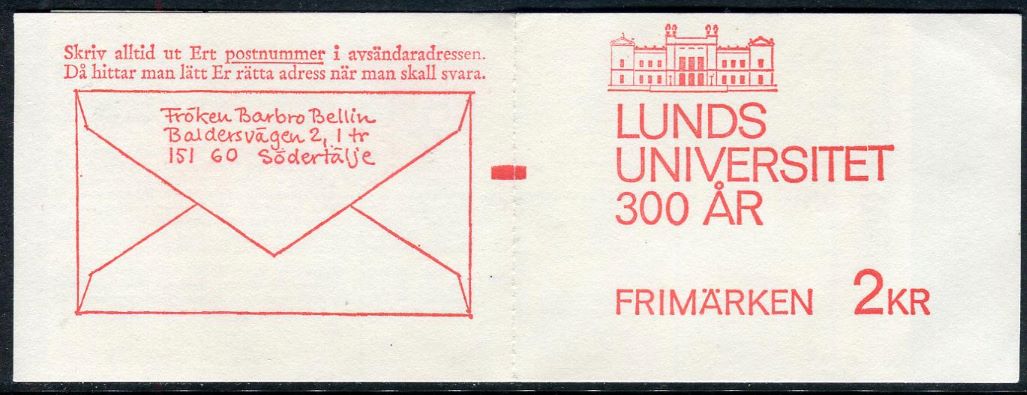 Skriv alltid ut Ert postnummer i avsändaradressen.
Då hittar man lätt Er rätta adress när man skall svara.
Fröken Barbro Bellin
Baldersvägen 2, 1 tr
151 60 Södertälje
LUNDS
UNIVERSITET
300 ÅR
FRIMÄRKEN 2KR